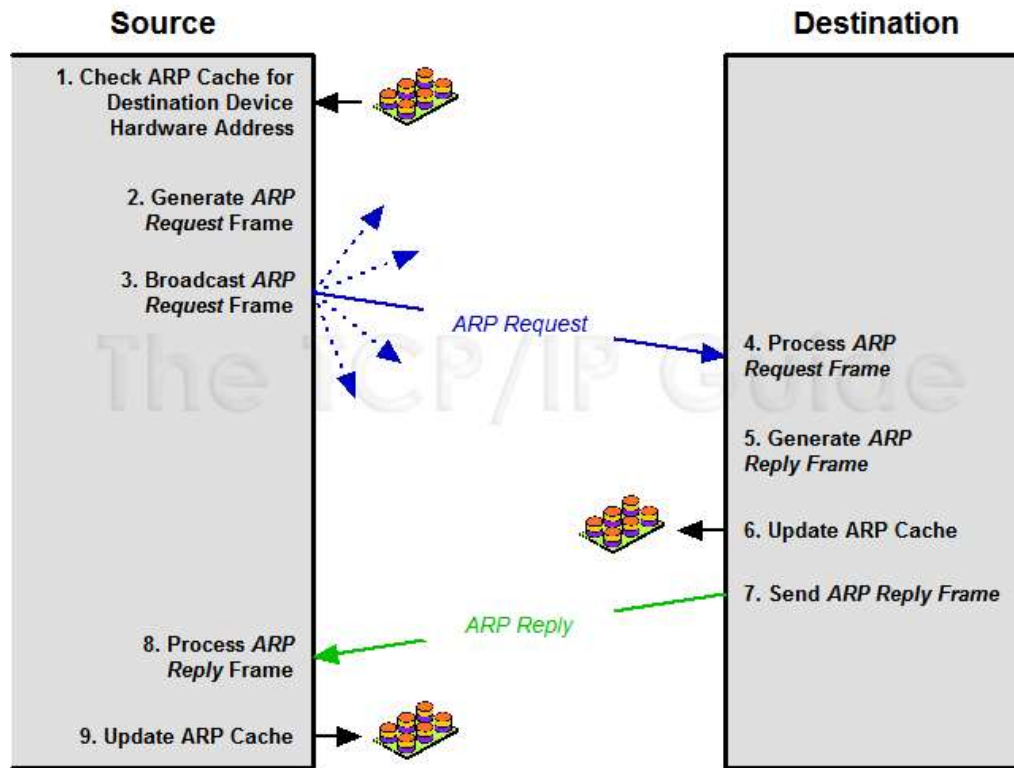 Source
Destination
1. Check ARP Cache for
Destination Device
Hardware Address
2. Generate ARP
Request Frame
3. Broadcast ARP
Request Frame
ARP Request
The TCP/IP Guide
4. Process ARP
Request Frame
5. Generate ARP
Reply Frame
6. Update ARP Cache
7. Send ARP Reply Frame
ARP Reply
8. Process ARP
Reply Frame
9. Update ARP Cache